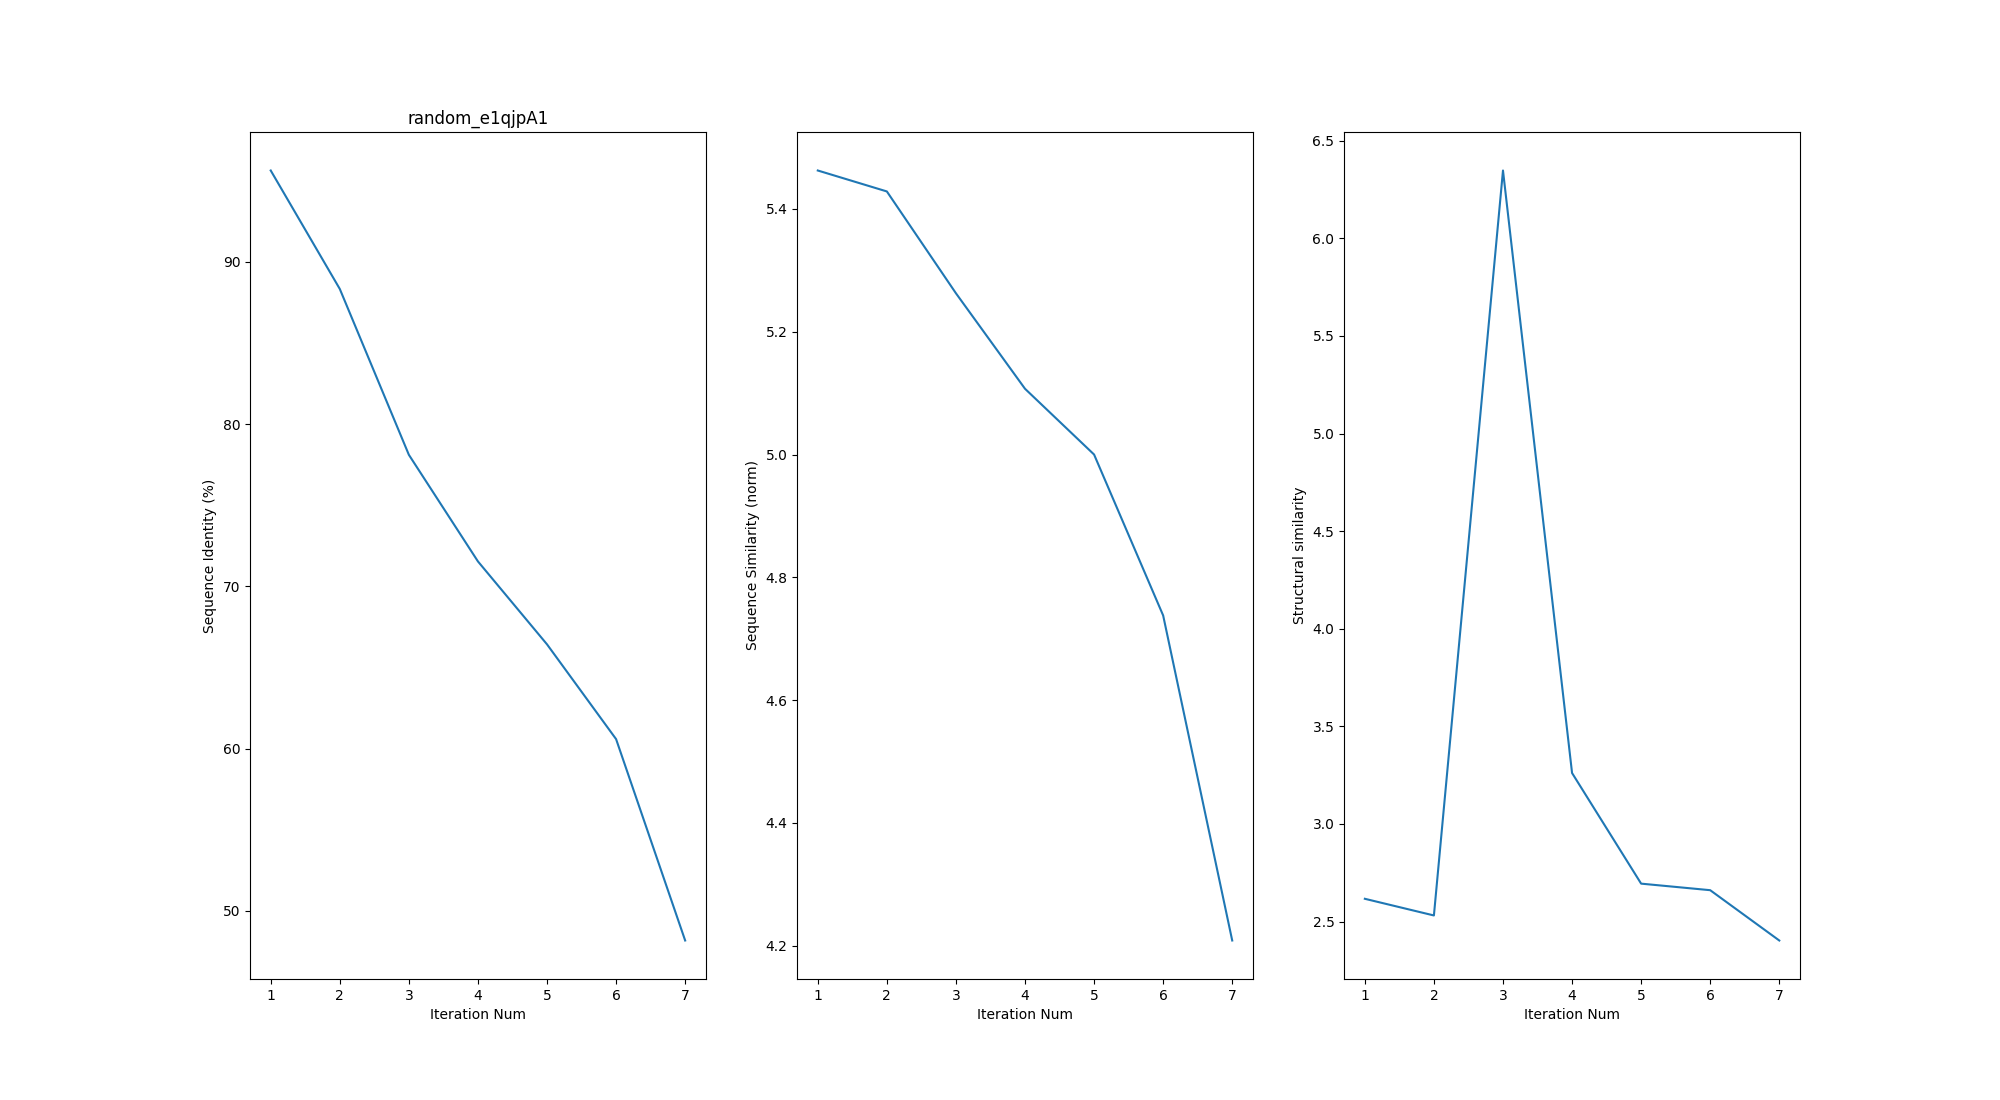 random_e1qjpA1
Sequence Identity (%)
90
80
70
60
50
1 2 3 4 5 6 7
Iteration Num
Sequence Similarity (norm)
5.4
5.2
5.0
4.8
4.6
4.4
4.2
1 2 3 4 5 6 7
Iteration Num
Structural similarity
6.5
6.0
5.5
5.0
4.5
4.0
3.5
3.0
2.5
1 2 3 4 5 6 7
Iteration Num